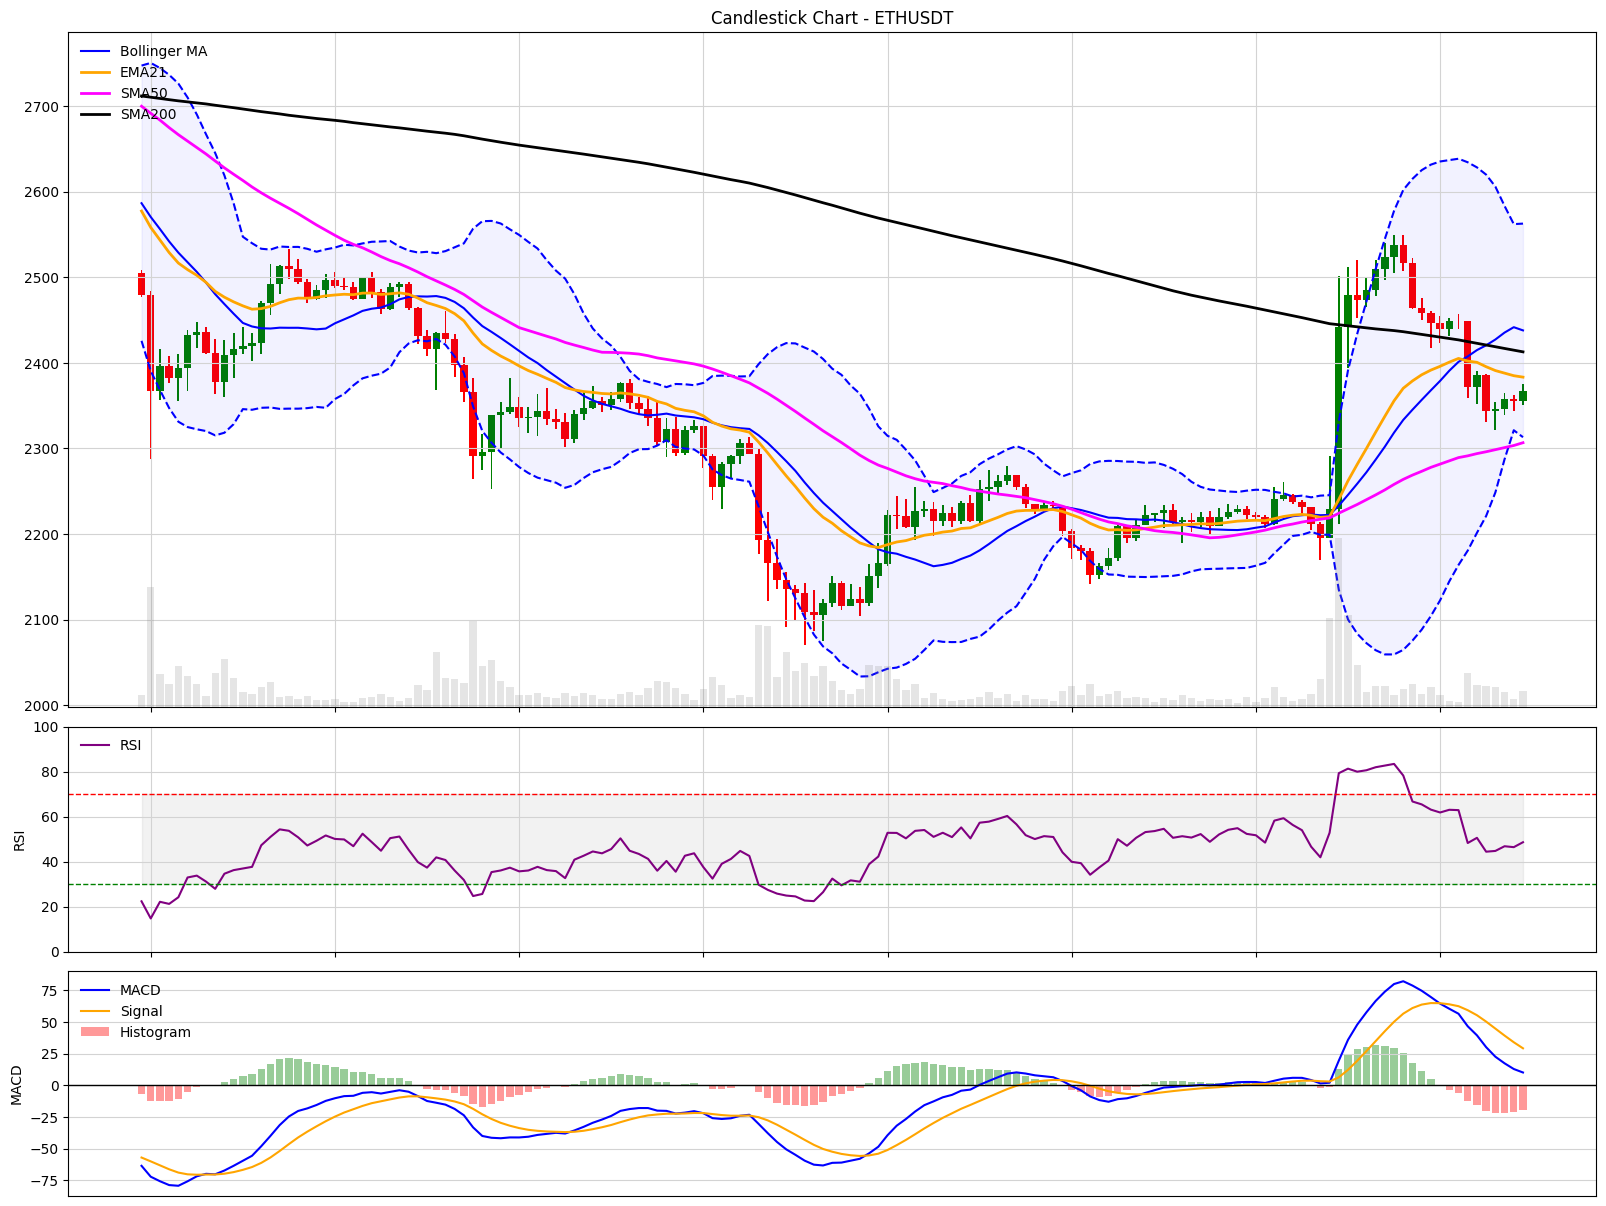 Candlestick Chart - ETHUSDT
Bollinger MA
EMA21
SMA50
SMA200
2700
2600
2500
2400
2300
2200
2100
2000
RSI
100
80
60
40
20
0
RSI
MACD
Signal
Histogram
75
50
25
0
−25
−50
−75
MACD